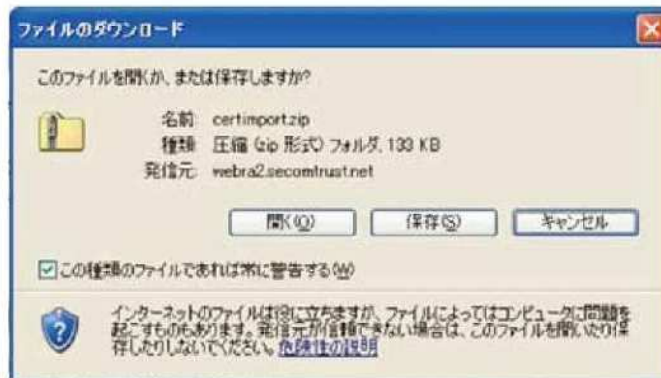 ファイルのダウンロード
このファイルを開くか、または保存しますか?
名前: certimport.zip
種類: 圧縮 (zip 形式) フォルダ, 133 KB
発信元: webra2.secomtrust.net
開く(O) 保存(S) キャンセル
この種類のファイルであれば常に警告する(W)
インターネットのファイルは役に立ちますが、ファイルによってはコンピュータに問題を
起こすものもあります。発信元が信頼できない場合は、このファイルを開いたり保
存したりしないでください。危険性の説明